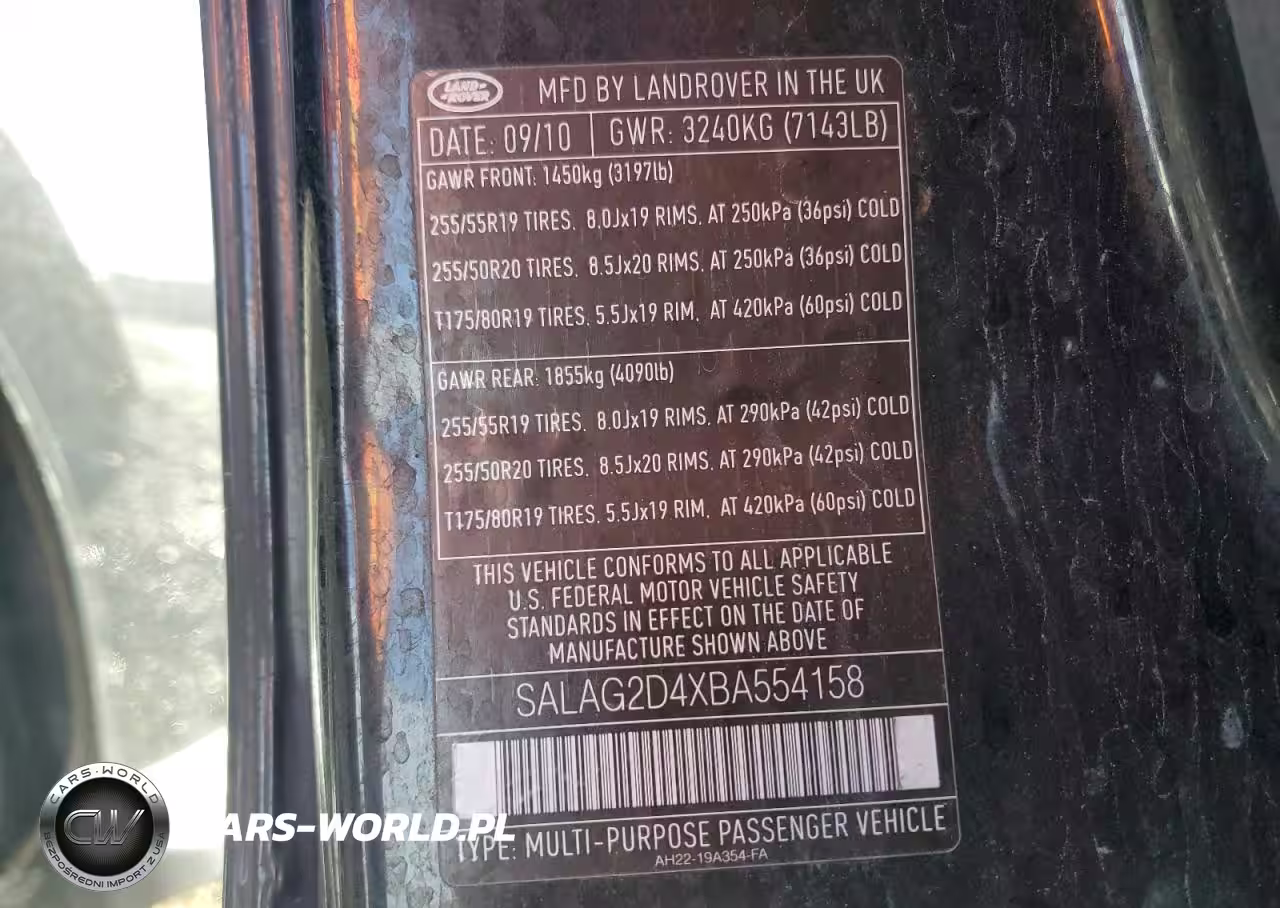 LAND ROVER
MFD BY LANDROVER IN THE UK
DATE: 09/10 GWR: 3240KG (7143LB)
GAWR FRONT: 1450kg (3197lb)
255/55R19 TIRES, 8.0Jx19 RIMS, AT 250kPa (36psi) COLD
255/50R20 TIRES, 8.5Jx20 RIMS, AT 250kPa (36psi) COLD
T175/80R19 TIRES, 5.5Jx19 RIM, AT 420kPa (60psi) COLD
GAWR REAR: 1855kg (4090lb)
255/55R19 TIRES, 8.0Jx19 RIMS, AT 290kPa (42psi) COLD
255/50R20 TIRES, 8.5Jx20 RIMS, AT 290kPa (42psi) COLD
T175/80R19 TIRES, 5.5Jx19 RIM, AT 420kPa (60psi) COLD
THIS VEHICLE CONFORMS TO ALL APPLICABLE
U.S. FEDERAL MOTOR VEHICLE SAFETY
STANDARDS IN EFFECT ON THE DATE OF
MANUFACTURE SHOWN ABOVE
SALAG2D4XBA554158
TYPE: MULTI-PURPOSE PASSENGER VEHICLE
AH22-19A354-FA
CARS-WORLD
CW
BEZPOŚREDNI IMPORT Z USA
CARS-WORLD.PL